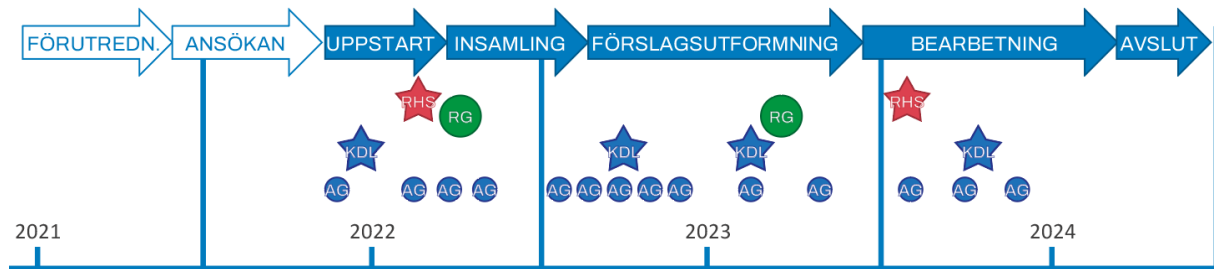 FÖRUTREDN. ANSÖKAN UPPSTART INSAMLING FÖRSLAGSUTFORMNING BEARBETNING AVSLUT
RHS RG RG RHS
KDL KDL KDL KDL
AG AG AG AG AG AG AG AG AG AG AG AG AG AG
2021 2022 2023 2024